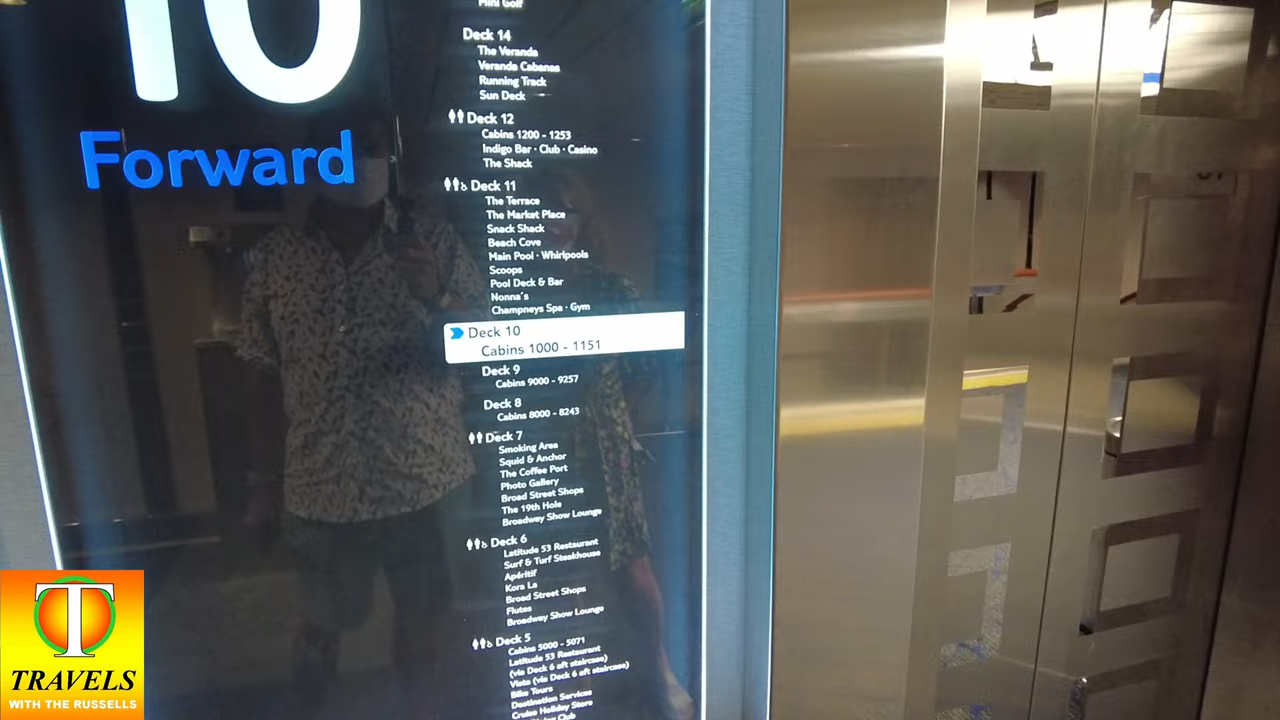 10
Forward
Mini Golf
Deck 14
The Veranda
Veranda Cabanas
Running Track
Sun Deck
Deck 12
Cabins 1200 - 1253
Indigo Bar · Club · Casino
The Shack
Deck 11
The Terrace
The Market Place
Snack Shack
Beach Cove
Main Pool · Whirlpools
Scoops
Pool Deck & Bar
Nonna's
Champneys Spa · Gym
Deck 10
Cabins 1000 - 1151
Deck 9
Cabins 9000 - 9257
Deck 8
Cabins 8000 - 8243
Deck 7
Smoking Area
Squid & Anchor
The Coffee Port
Photo Gallery
Broad Street Shops
The 19th Hole
Broadway Show Lounge
Deck 6
Latitude 53 Restaurant
Surf & Turf Steakhouse
Apéritif
Kora La
Broad Street Shops
Flutes
Broadway Show Lounge
Deck 5
Cabins 5000 - 5071
Latitude 53 Restaurant
(via Deck 6 aft staircase)
Vista (via Deck 6 aft staircase)
Bike Tours
Destination Services
Cruise Holiday Store
Club
T
TRAVELS
WITH THE RUSSELLS